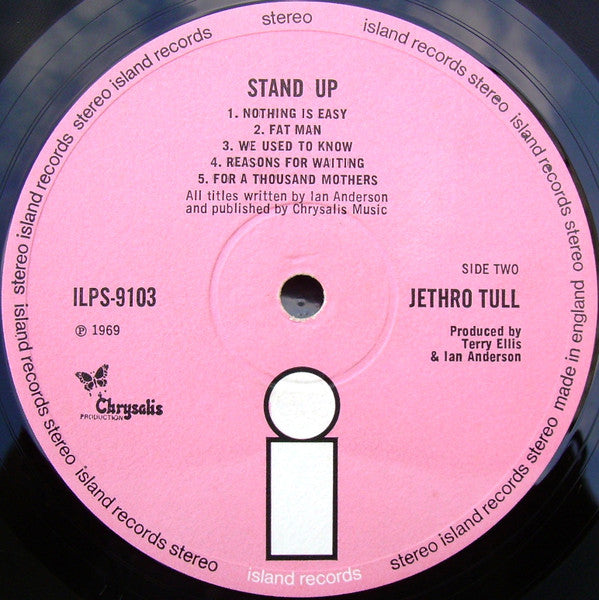 stereo
island records
stereo island records
stereo island records
stereo island records
stereo island records
made in england
STAND UP
1. NOTHING IS EASY
2. FAT MAN
3. WE USED TO KNOW
4. REASONS FOR WAITING
5. FOR A THOUSAND MOTHERS
All titles written by Ian Anderson
and published by Chrysalis Music
SIDE TWO
ILPS-9103
JETHRO TULL
℗ 1969
Produced by
Terry Ellis
& Ian Anderson
Chrysalis
PRODUCTION
island records stereo
stereo island records
island records